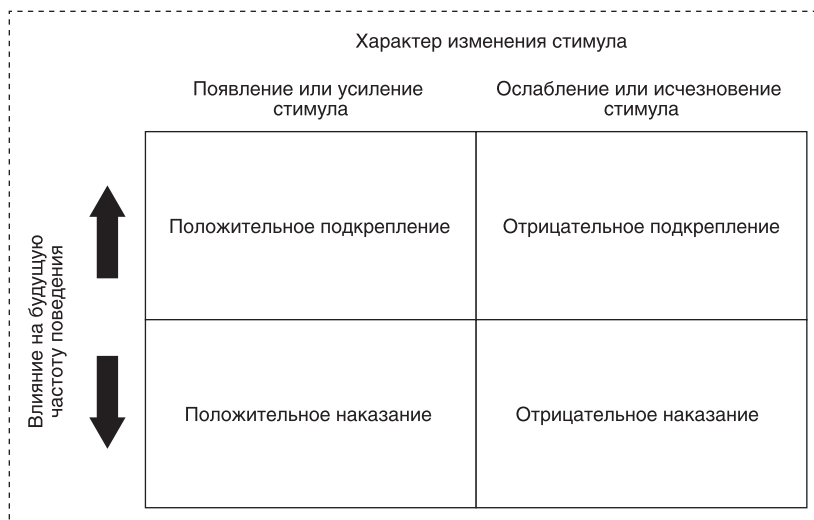 Характер изменения стимула
Появление или усиление
стимула
Ослабление или исчезновение
стимула
Влияние на будущую
частоту поведения
Положительное подкрепление
Отрицательное подкрепление
Положительное наказание
Отрицательное наказание